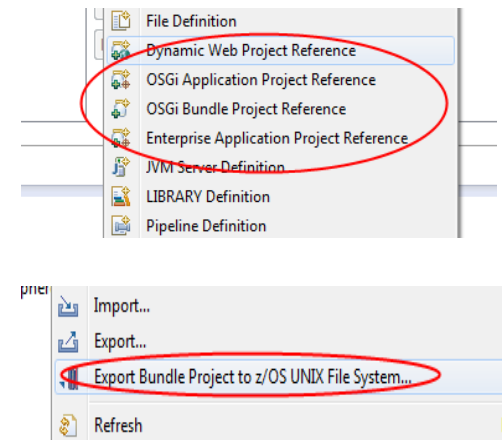 File Definition
Dynamic Web Project Reference
OSGi Application Project Reference
OSGi Bundle Project Reference
Enterprise Application Project Reference
JVM Server Definition
LIBRARY Definition
Pipeline Definition
Import...
Export...
Export Bundle Project to z/OS UNIX File System...
Refresh